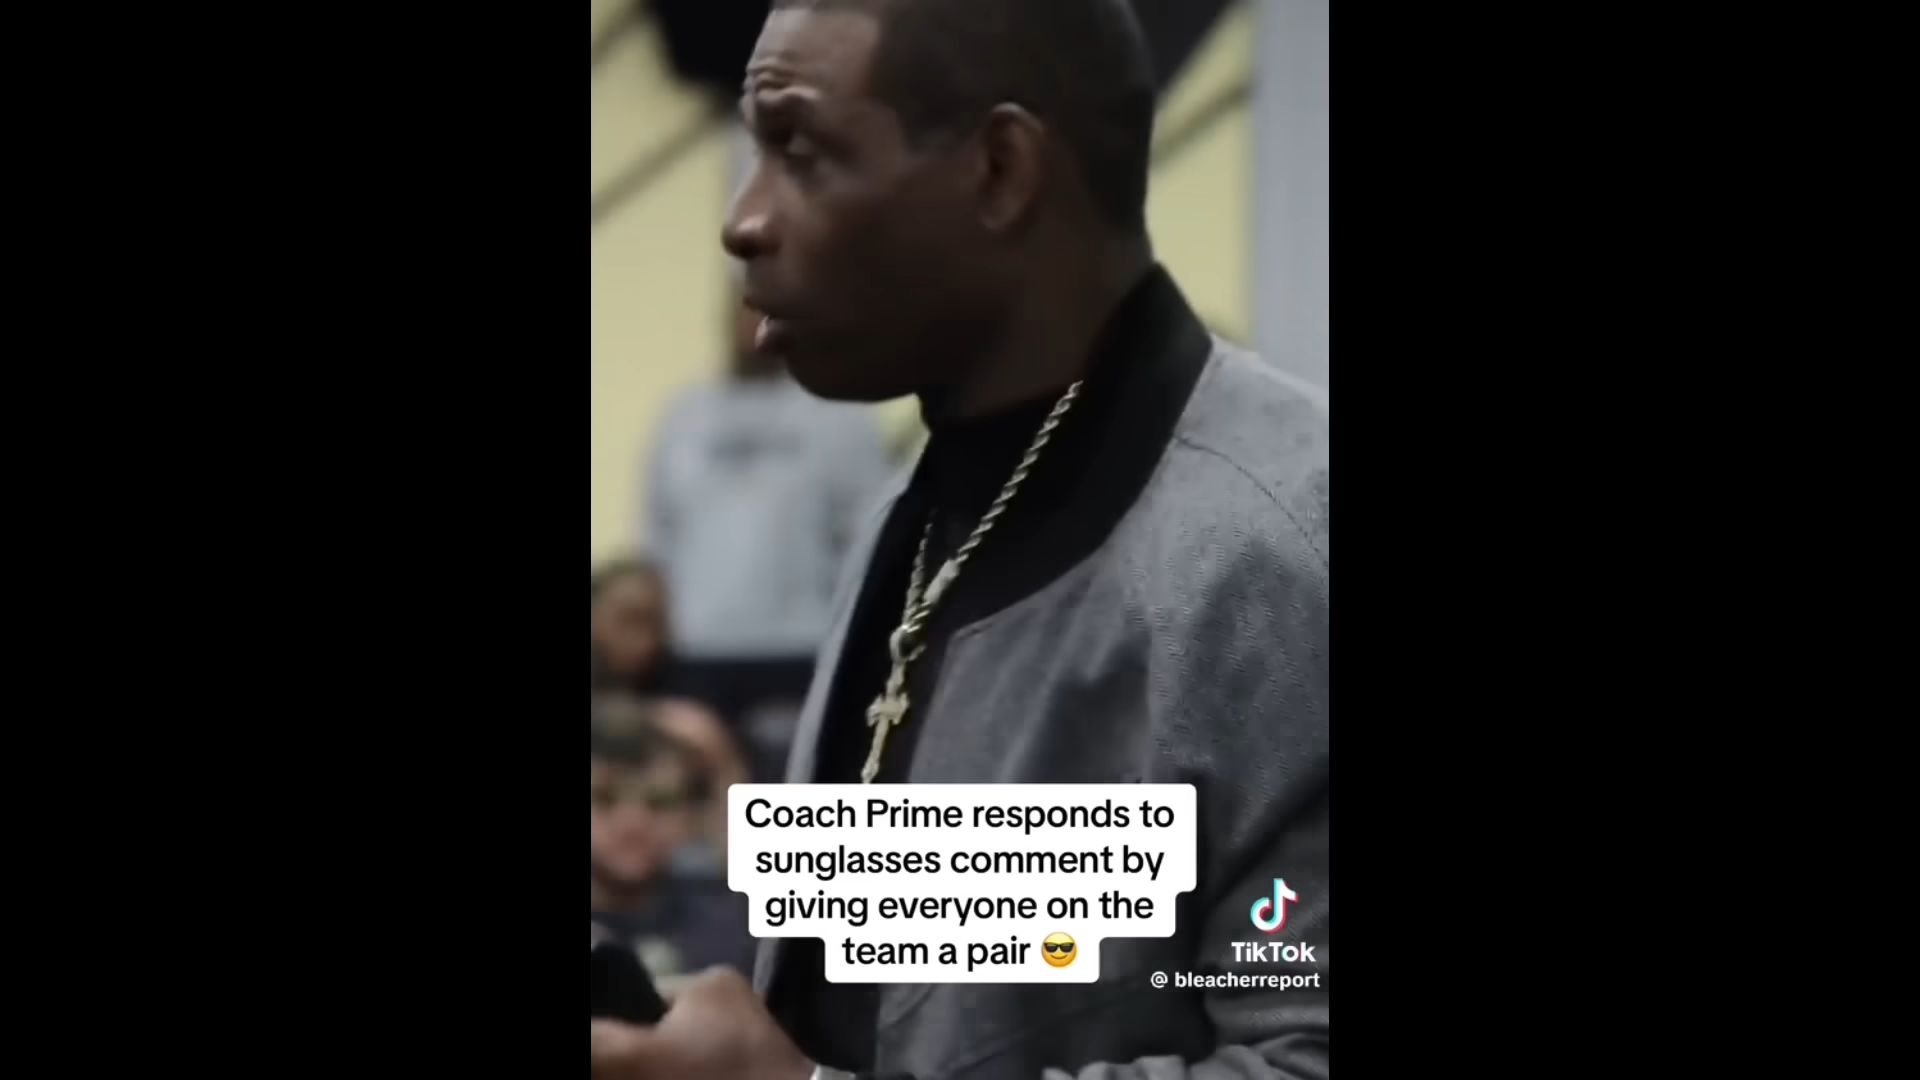 Coach Prime responds to
sunglasses comment by
giving everyone on the
team a pair 😎
TikTok
@ bleacherreport